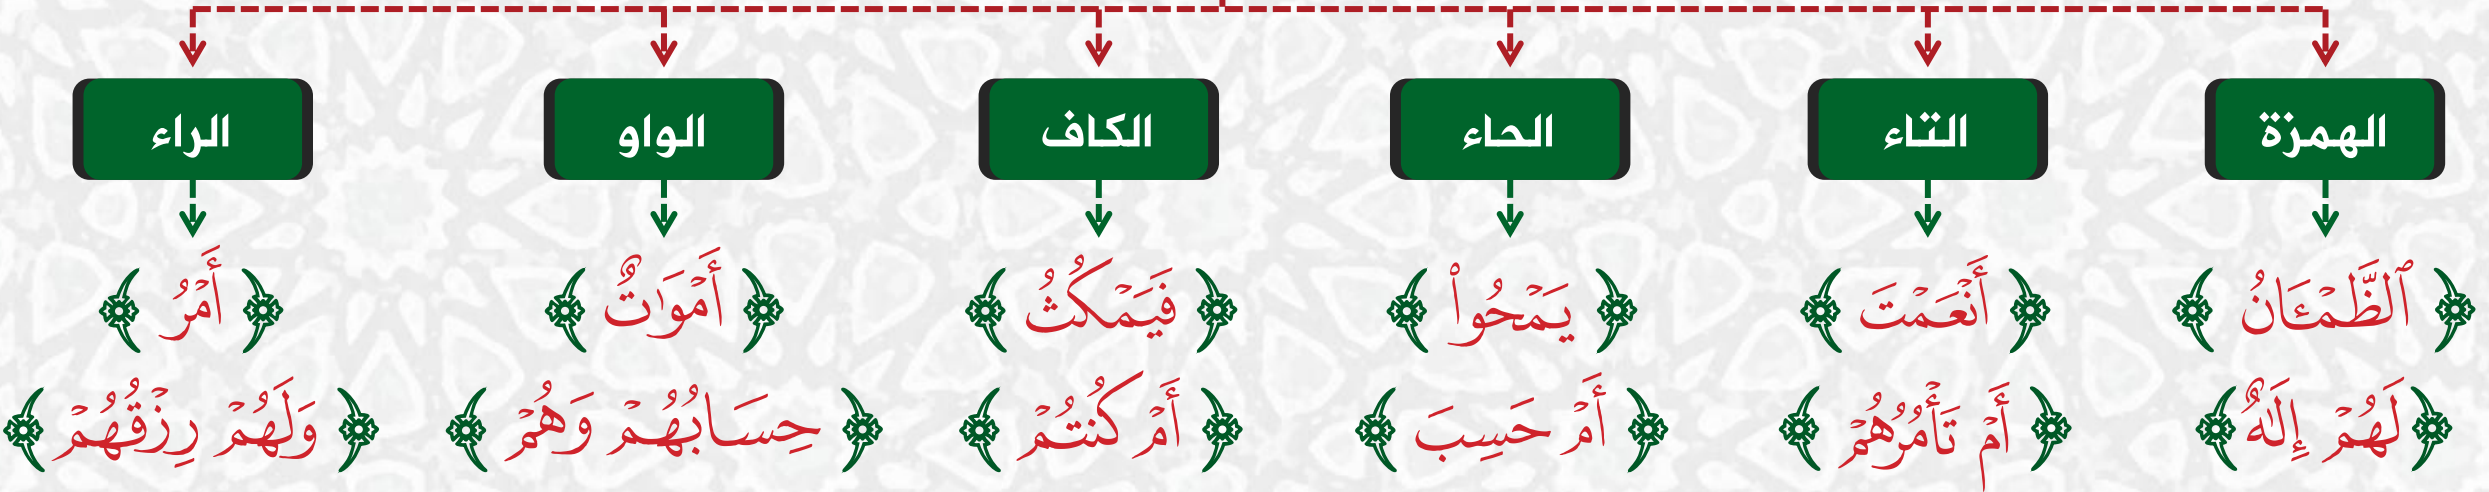 الهمزة التاء الحاء الكاف الواو الراء
﴿ٱلظَّمْـَٔانُ﴾ ﴿أَنْعَمْتَ﴾ ﴿يَمْحُوا۟﴾ ﴿فَيَمْكُثُ﴾ ﴿أَمْوَٰتٌ﴾ ﴿أَمْرُ﴾
﴿لَهُمْ إِلَٰهٌ﴾ ﴿أَمْ تَأْمُرُهُمْ﴾ ﴿أَمْ حَسِبَ﴾ ﴿أَمْ كُنتُمْ﴾ ﴿حِسَابُهُمْ وَهُمْ﴾ ﴿وَلَهُمْ رِزْقُهُمْ﴾